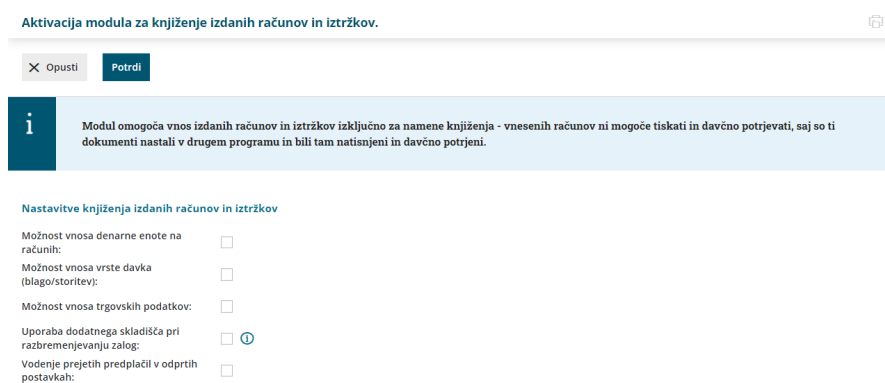 Aktivacija modula za knjiženje izdanih računov in iztržkov.
Opusti
Potrdi
Modul omogoča vnos izdanih računov in iztržkov izključno za namene knjiženja - vnesenih računov ni mogoče tiskati in davčno potrjevati, saj so ti
dokumenti nastali v drugem programu in bili tam natisnjeni in davčno potrjeni.
Nastavitve knjiženja izdanih računov in iztržkov
Možnost vnosa denarne enote na
računih:
Možnost vnosa vrste davka
(blago/storitev):
Možnost vnosa trgovskih podatkov:
Uporaba dodatnega skladišča pri
razbremenjevanju zalog:
Vodenje prejetih predplačil v odprtih
postavkah: